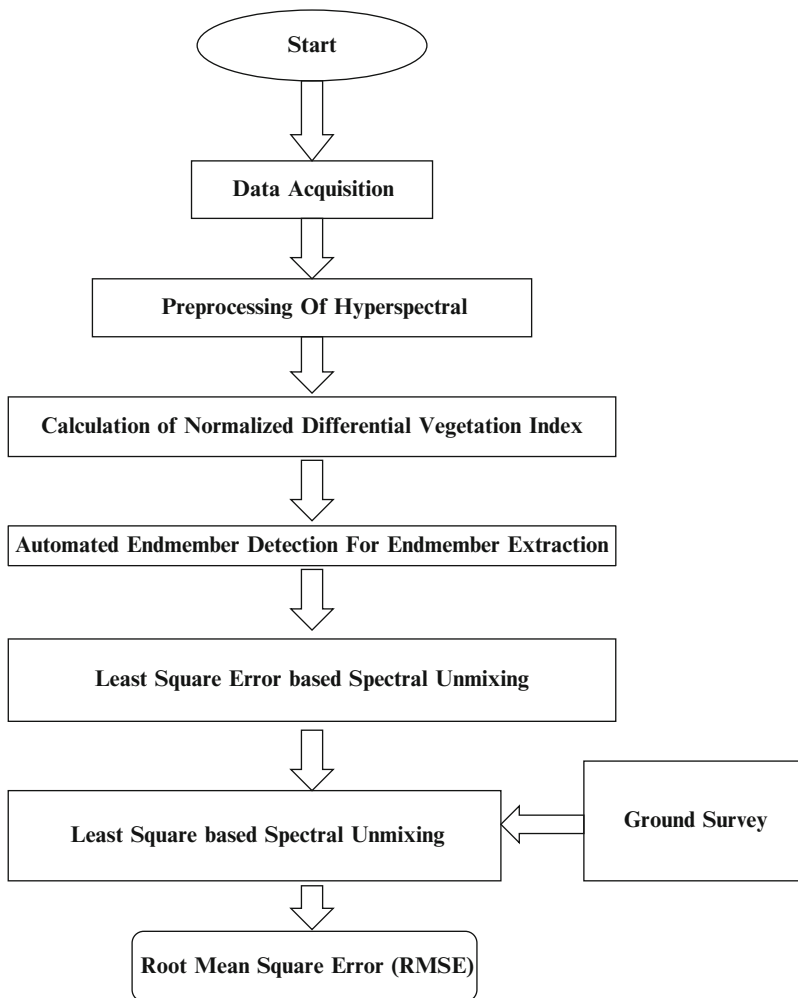 Start
Data Acquisition
Preprocessing Of Hyperspectral
Calculation of Normalized Differential Vegetation Index
Automated Endmember Detection For Endmember Extraction
Least Square Error based Spectral Unmixing
Least Square based Spectral Unmixing
Ground Survey
Root Mean Square Error (RMSE)